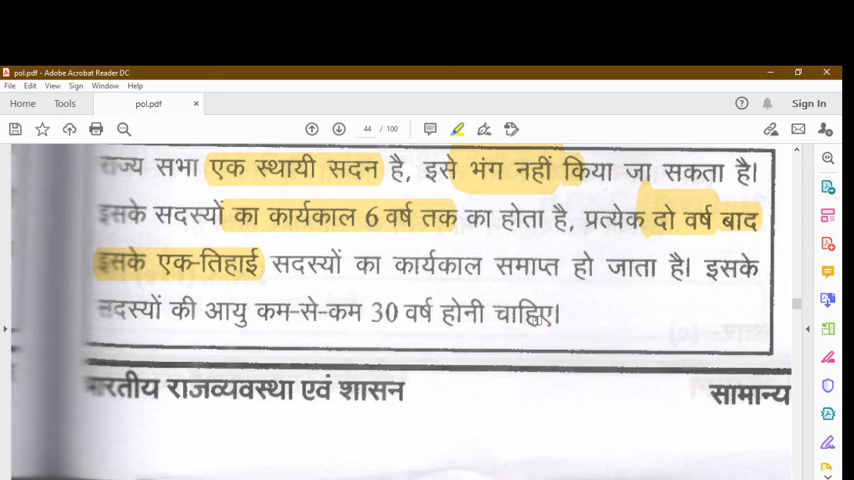 pol.pdf - Adobe Acrobat Reader DC
File Edit View Sign Window Help
Home Tools pol.pdf × Sign In
44 / 100
राज्य सभा एक स्थायी सदन है, इसे भंग नहीं किया जा सकता है।
इसके सदस्यों का कार्यकाल 6 वर्ष तक का होता है, प्रत्येक दो वर्ष बाद
इसके एक-तिहाई सदस्यों का कार्यकाल समाप्त हो जाता है। इसके
सदस्यों की आयु कम-से-कम 30 वर्ष होनी चाहिए।
भारतीय राजव्यवस्था एवं शासन सामान्य